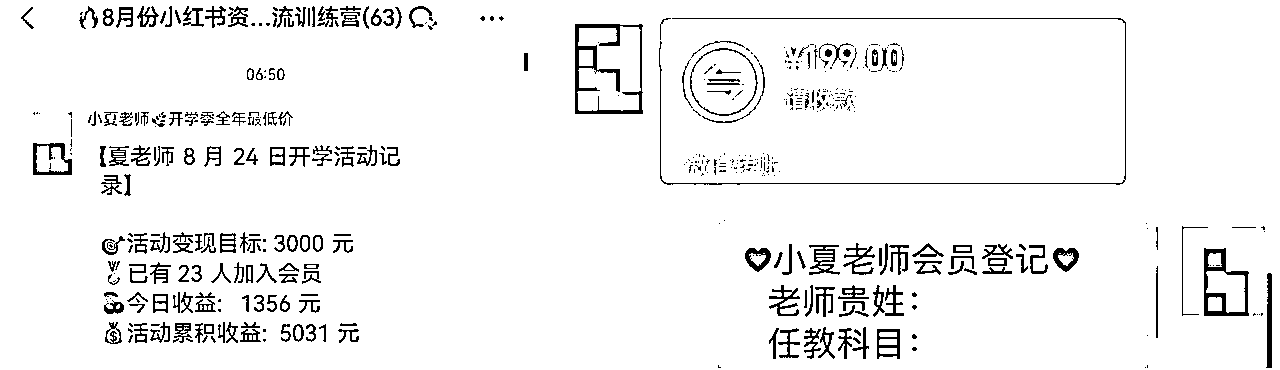 8月份小红书资...流训练营(63)
06:50
小夏老师🌿开学季全年最低价
【夏老师 8 月 24 日开学活动记
录】
🎯活动变现目标: 3000 元
🏅已有 23 人加入会员
今日收益: 1356 元
💰活动累积收益: 5031 元
¥199.00
请收款
微信转账
♥小夏老师会员登记♥
老师贵姓:
任教科目: